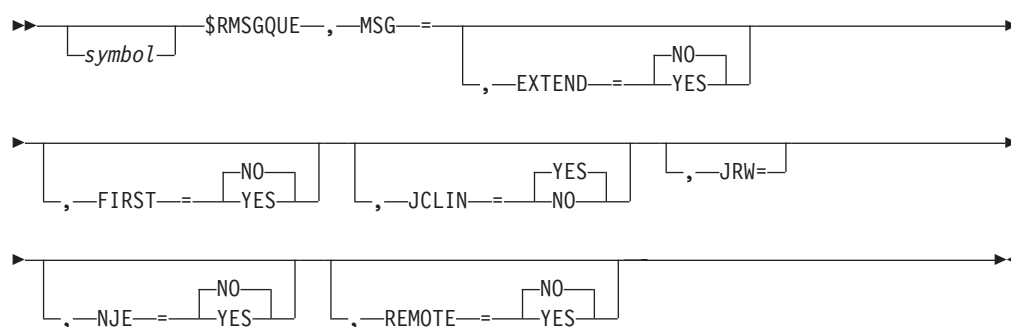 $RMSGQUE , MSG =
symbol
NO
, EXTEND = YES
NO YES
, FIRST = YES , JCLIN = NO , JRW=
NO NO
, NJE = YES , REMOTE = YES